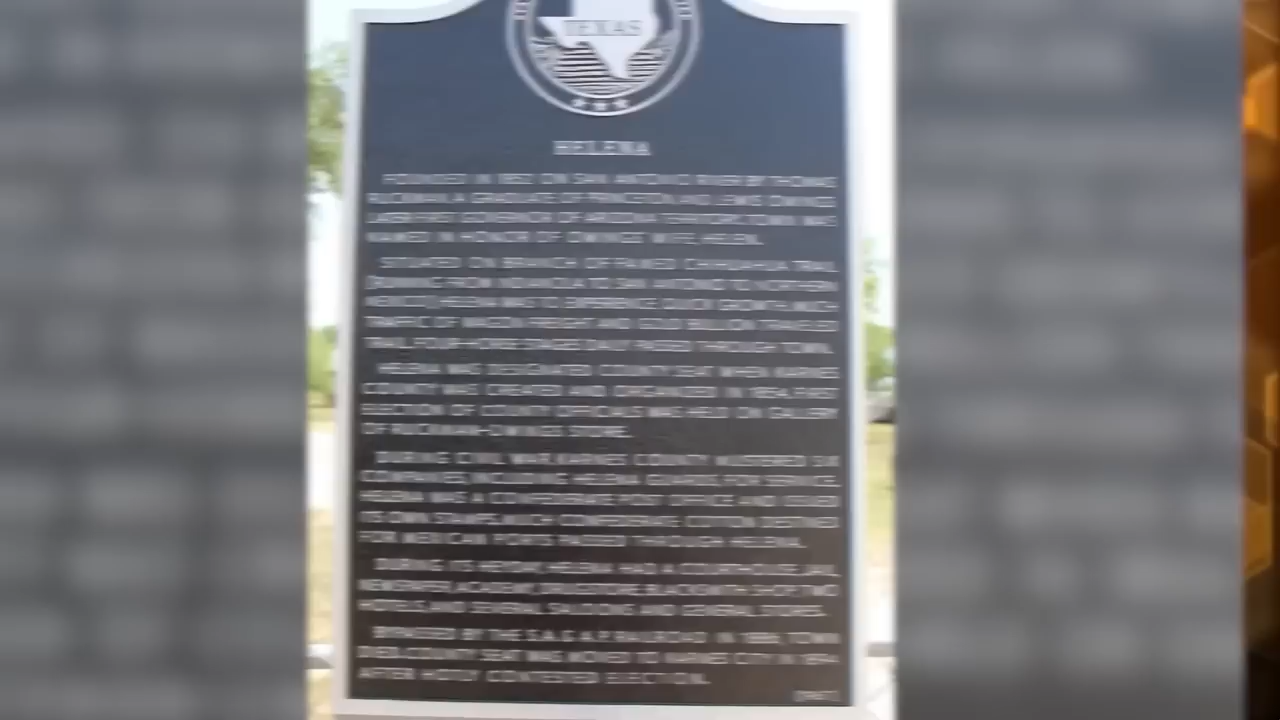 TEXAS
HELENA
FOUNDED IN 1852 ON SAN ANTONIO RIVER BY THOMAS
RUCKMAN, A GRADUATE OF PRINCETON AND LEWIS OWINGS,
LATER FIRST GOVERNOR OF ARIZONA TERRITORY. TOWN WAS
NAMED IN HONOR OF OWINGS' WIFE, HELEN.
SITUATED ON BRANCH OF FAMED CHIHUAHUA TRAIL
(RUNNING FROM INDIANOLA TO SAN ANTONIO TO NORTHERN
MEXICO) HELENA WAS TO EXPERIENCE QUICK GROWTH. MUCH
TRAFFIC OF WAGON FREIGHT AND GOLD BULLION TRAVELED
TRAIL. FOUR-HORSE STAGES DAILY PASSED THROUGH TOWN.
HELENA WAS DESIGNATED COUNTY SEAT WHEN KARNES
COUNTY WAS CREATED AND ORGANIZED IN 1854. FIRST
ELECTION OF COUNTY OFFICIALS WAS HELD ON GALLERY
OF RUCKMAN-OWINGS STORE.
DURING CIVIL WAR, KARNES COUNTY MUSTERED SIX
COMPANIES, INCLUDING HELENA GUARDS, FOR SERVICE.
HELENA WAS A CONFEDERATE POST OFFICE AND ISSUED
ITS OWN STAMPS. MUCH CONFEDERATE COTTON DESTINED
FOR MEXICAN PORTS PASSED THROUGH HELENA.
DURING ITS HEYDAY, HELENA HAD A COURTHOUSE, JAIL,
NEWSPAPER, ACADEMY, DRUGSTORE, BLACKSMITH SHOP, TWO
HOTELS, AND SEVERAL SALOONS AND GENERAL STORES.
BYPASSED BY THE S.A. & A.P. RAILROAD IN 1886, TOWN
DIED. COUNTY SEAT WAS MOVED TO KARNES CITY IN 1894
AFTER HOTLY CONTESTED ELECTION.